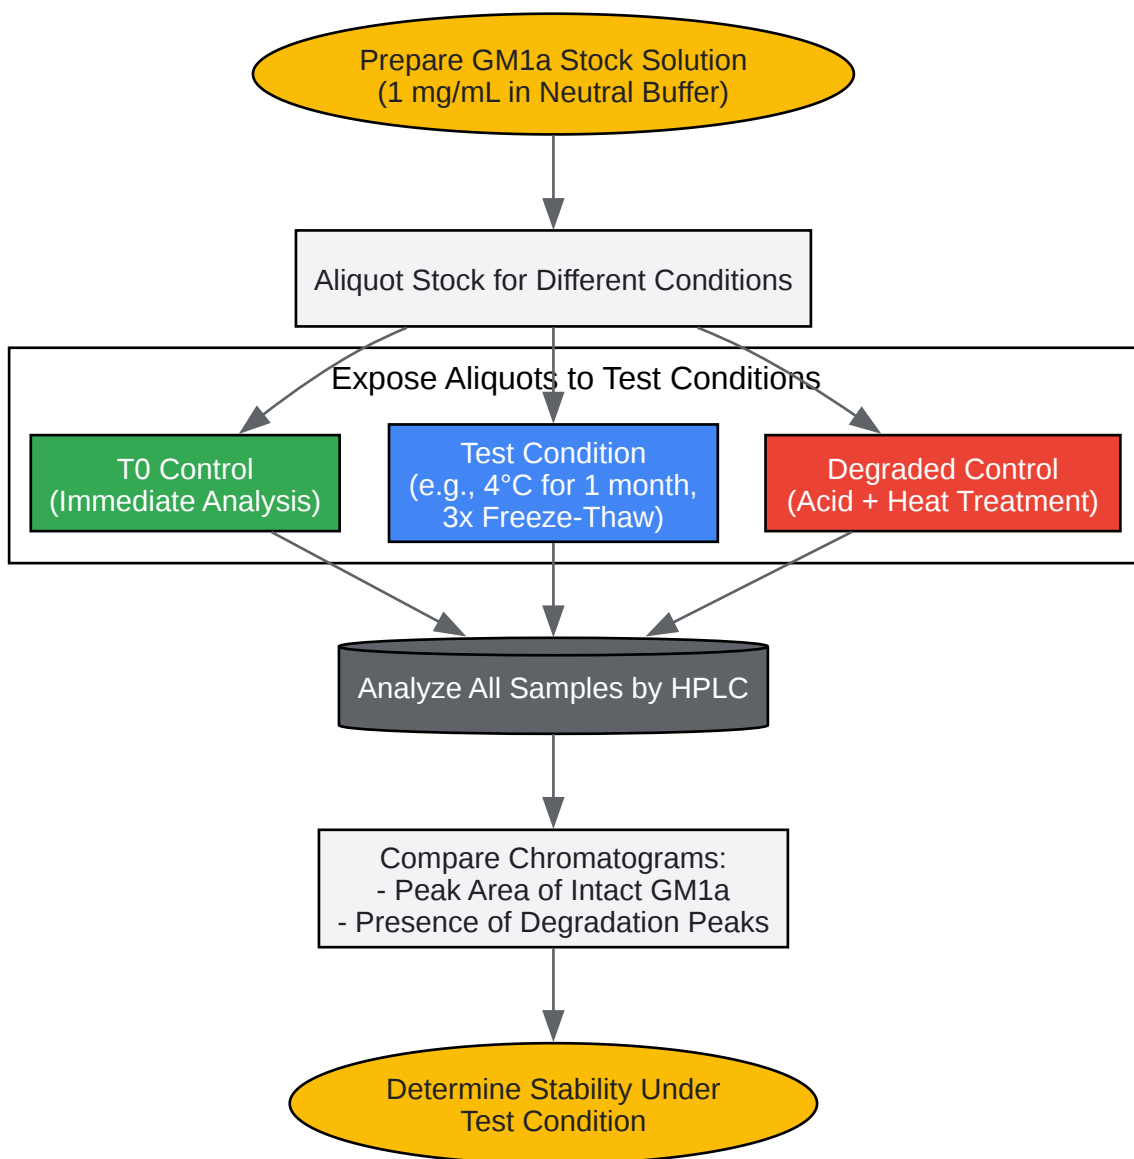 Prepare GM1a Stock Solution
(1 mg/mL in Neutral Buffer)
Aliquot Stock for Different Conditions
Expose Aliquots to Test Conditions
T0 Control
(Immediate Analysis)
Test Condition
(e.g., 4°C for 1 month,
3x Freeze-Thaw)
Degraded Control
(Acid + Heat Treatment)
Analyze All Samples by HPLC
Compare Chromatograms:
- Peak Area of Intact GM1a
- Presence of Degradation Peaks
Determine Stability Under
Test Condition